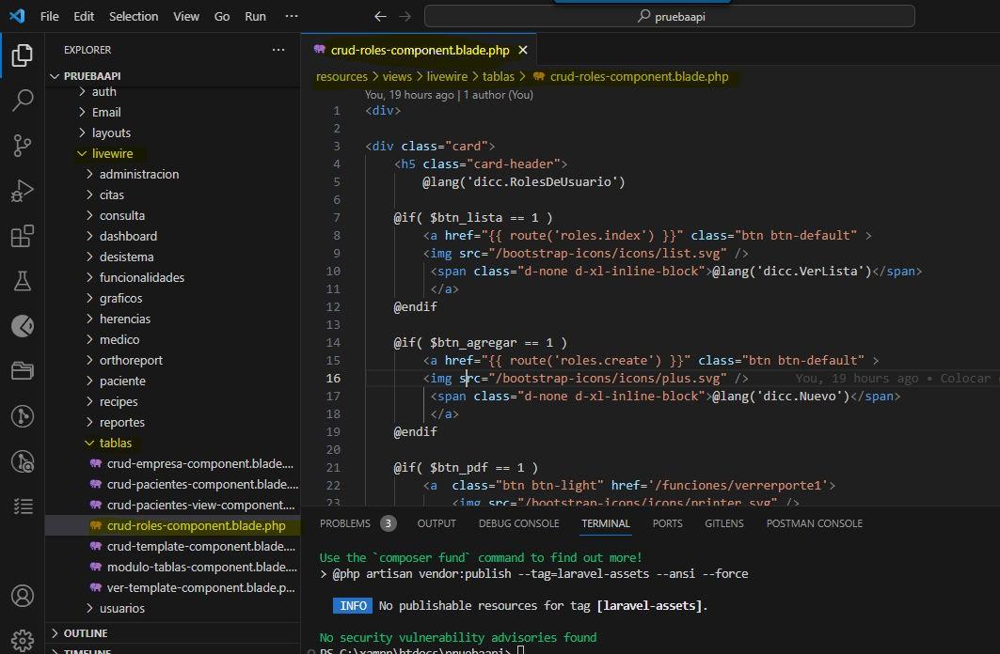 File Edit Selection View Go Run ··· ← → pruebaapi
EXPLORER ···
PRUEBAAPI
auth
Email
layouts
livewire
administracion
citas
consulta
dashboard
desistema
funcionalidades
graficos
herencias
medico
orthoreport
paciente
recipes
reportes
tablas
crud-empresa-component.blade....
crud-pacientes-component.blade....
crud-pacientes-view-component....
crud-roles-component.blade.php
crud-template-component.blade....
modulo-tablas-component.blade....
ver-template-component.blade.p...
usuarios
OUTLINE
TIMELINE
crud-roles-component.blade.php ×
resources > views > livewire > tablas > crud-roles-component.blade.php
You, 19 hours ago | 1 author (You)
1 <div>
2
3 <div class="card">
4 <h5 class="card-header">
5 @lang('dicc.RolesDeUsuario')
6
7 @if( $btn_lista == 1 )
8 <a href="{{ route('roles.index') }}" class="btn btn-default" >
9 <img src="/bootstrap-icons/icons/list.svg" />
10 <span class="d-none d-xl-inline-block">@lang('dicc.VerLista')</span>
11 </a>
12 @endif
13
14 @if( $btn_agregar == 1 )
15 <a href="{{ route('roles.create') }}" class="btn btn-default" >
16 <img src="/bootstrap-icons/icons/plus.svg" /> You, 19 hours ago • Colocar
17 <span class="d-none d-xl-inline-block">@lang('dicc.Nuevo')</span>
18 </a>
19 @endif
20
21 @if( $btn_pdf == 1 )
22 <a class="btn btn-light" href='/funciones/verrerporte1'>
23 <img src="/bootstrap-icons/icons/printer.svg" />
PROBLEMS 3 OUTPUT DEBUG CONSOLE TERMINAL PORTS GITLENS POSTMAN CONSOLE
Use the `composer fund` command to find out more!
> @php artisan vendor:publish --tag=laravel-assets --ansi --force
INFO No publishable resources for tag [laravel-assets].
No security vulnerability advisories found
PS C:\xampp\htdocs\pruebaapi>